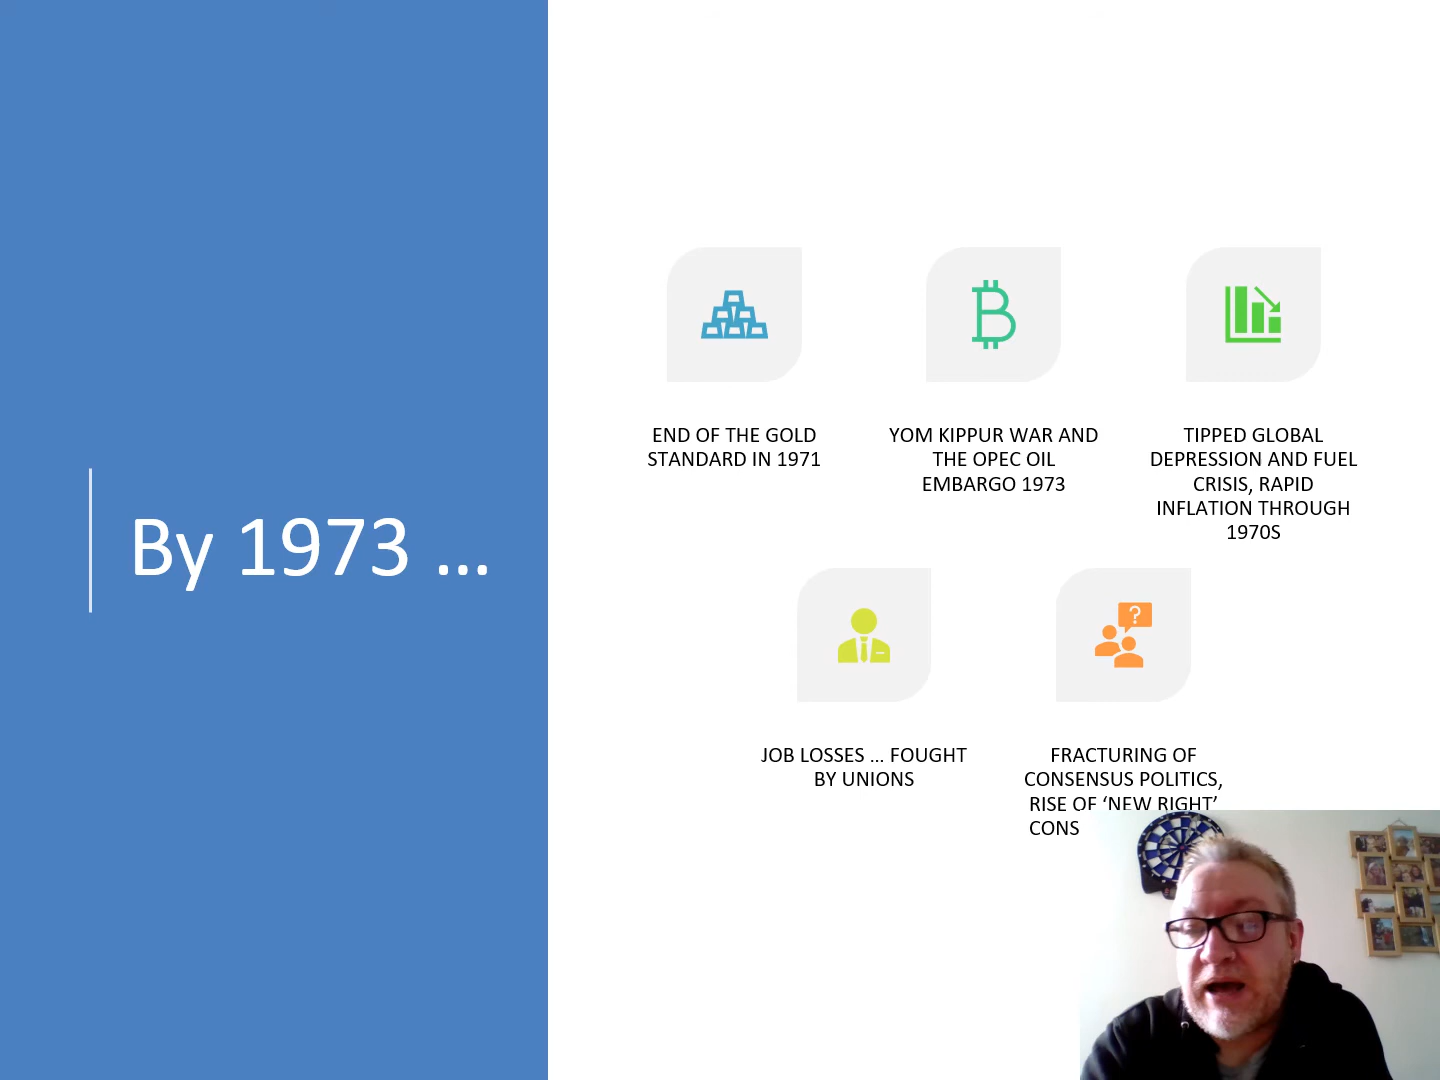 By 1973 ...
END OF THE GOLD
STANDARD IN 1971
YOM KIPPUR WAR AND
THE OPEC OIL
EMBARGO 1973
TIPPED GLOBAL
DEPRESSION AND FUEL
CRISIS, RAPID
INFLATION THROUGH
1970S
JOB LOSSES ... FOUGHT
BY UNIONS
?
FRACTURING OF
CONSENSUS POLITICS,
RISE OF ‘NEW RIGHT’
CONS